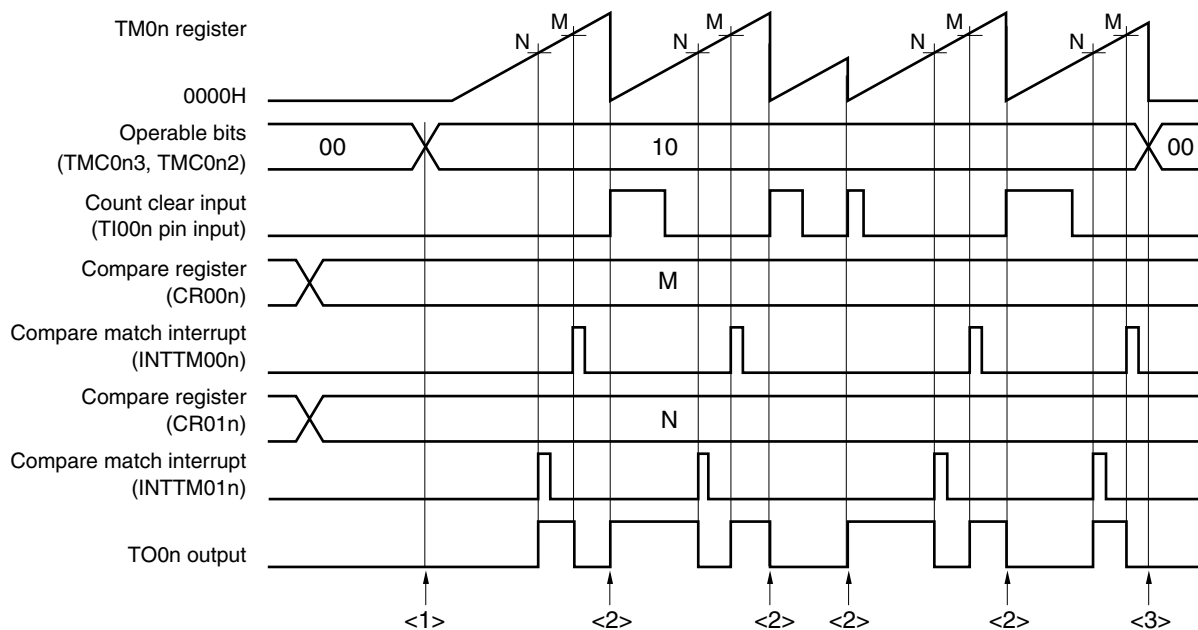 TM0n register
N M N M N M N M
0000H
Operable bits
(TMC0n3, TMC0n2)
00 10 00
Count clear input
(TI00n pin input)
Compare register
(CR00n)
M
Compare match interrupt
(INTTM00n)
Compare register
(CR01n)
N
Compare match interrupt
(INTTM01n)
TO0n output
<1> <2> <2> <2> <2> <3>